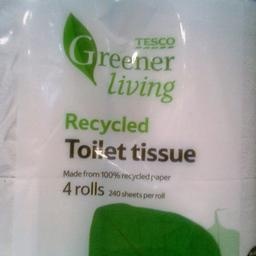 TESCO
Greener
living
Recycled
Toilet tissue
Made from 100% recycled paper
4 rolls 240 sheets per roll